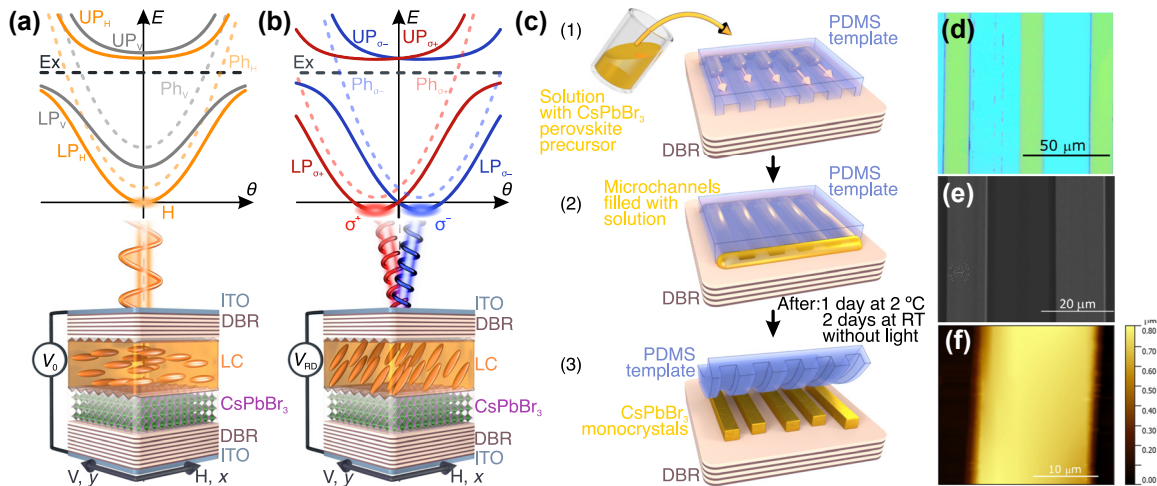 (a)
E
UP_H
UP_V
Ex
Ph_H
Ph_V
LP_V
LP_H
θ
H
ITO
DBR
V₀
LC
CsPbBr₃
DBR
ITO
V, y
H, x
(b)
E
UP_σ−
UP_σ+
Ex
Ph_σ−
Ph_σ+
LP_σ+
LP_σ−
θ
σ⁺
σ⁻
ITO
DBR
V_RD
LC
CsPbBr₃
DBR
ITO
V, y
H, x
(c)
(1)
PDMS
template
Solution
with CsPbBr₃
perovskite
precursor
DBR
(2)
Microchannels
filled with
solution
PDMS
template
DBR
After:1 day at 2 ºC
2 days at RT
without light
(3)
PDMS
template
CsPbBr₃
monocrystals
DBR
(d)
50 µm
(e)
20 µm
(f)
10 µm
µm
0.80
0.60
0.40
0.30
0.20
0.10
0.00